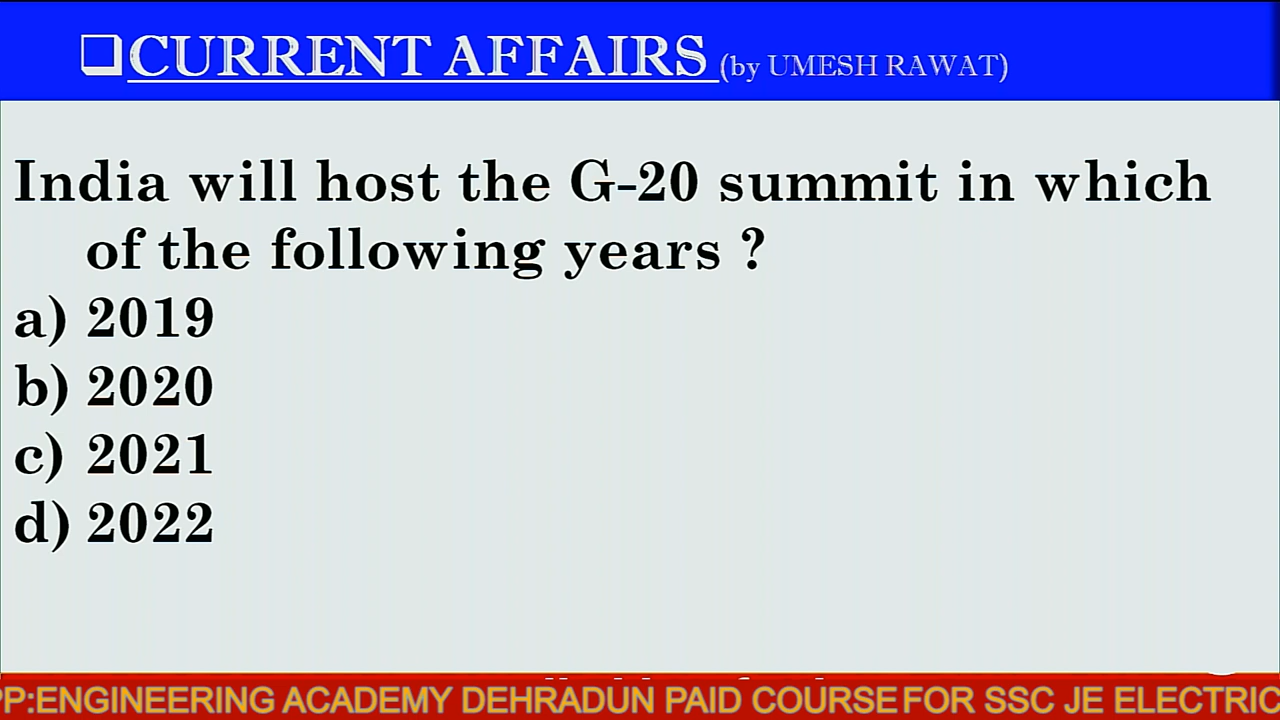 ❑CURRENT AFFAIRS (by UMESH RAWAT)
India will host the G-20 summit in which
of the following years ?
a) 2019
b) 2020
c) 2021
d) 2022
P:ENGINEERING ACADEMY DEHRADUN PAID COURSE FOR SSC JE ELECTRIC